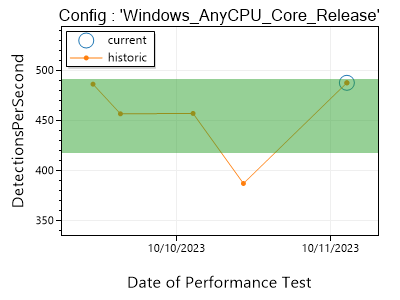 Config : 'Windows_AnyCPU_Core_Release'
current
historic
DetectionsPerSecond
500
450
400
350
10/10/2023
10/11/2023
Date of Performance Test